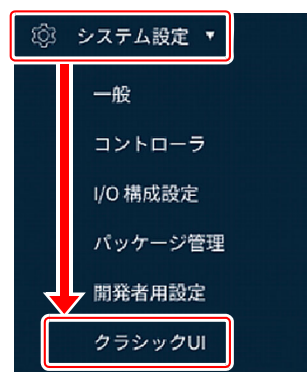 システム設定 ▼
一般
コントローラ
I/O 構成設定
パッケージ管理
開発者用設定
クラシックUI